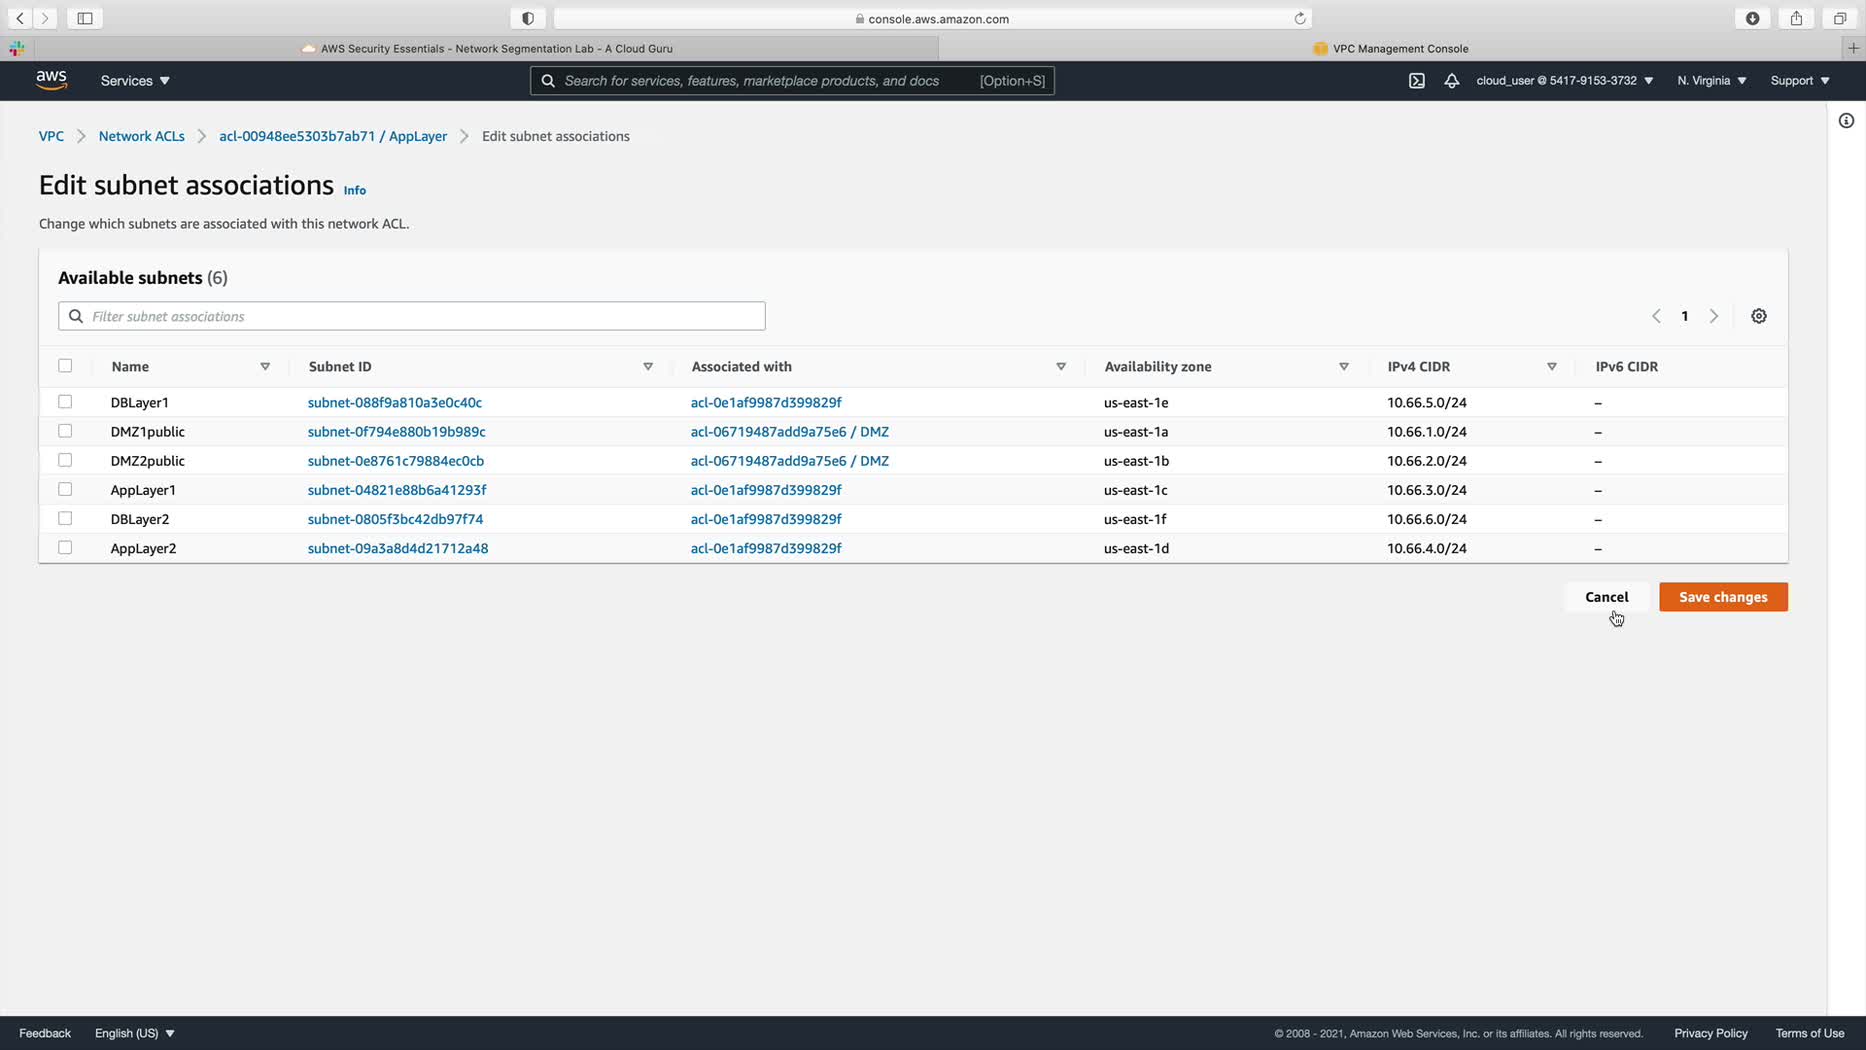 console.aws.amazon.com
AWS Security Essentials - Network Segmentation Lab - A Cloud Guru
VPC Management Console
aws
Services
Search for services, features, marketplace products, and docs [Option+S]
cloud_user @ 5417-9153-3732
N. Virginia
Support
VPC
Network ACLs
acl-00948ee5303b7ab71 / AppLayer
Edit subnet associations
Edit subnet associations Info
Change which subnets are associated with this network ACL.
Available subnets (6)
Filter subnet associations
1
Name Subnet ID Associated with Availability zone IPv4 CIDR IPv6 CIDR
DBLayer1 subnet-088f9a810a3e0c40c acl-0e1af9987d399829f us-east-1e 10.66.5.0/24 –
DMZ1public subnet-0f794e880b19b989c acl-06719487add9a75e6 / DMZ us-east-1a 10.66.1.0/24 –
DMZ2public subnet-0e8761c79884ec0cb acl-06719487add9a75e6 / DMZ us-east-1b 10.66.2.0/24 –
AppLayer1 subnet-04821e88b6a41293f acl-0e1af9987d399829f us-east-1c 10.66.3.0/24 –
DBLayer2 subnet-0805f3bc42db97f74 acl-0e1af9987d399829f us-east-1f 10.66.6.0/24 –
AppLayer2 subnet-09a3a8d4d21712a48 acl-0e1af9987d399829f us-east-1d 10.66.4.0/24 –
Cancel
Save changes
Feedback
English (US)
© 2008 - 2021, Amazon Web Services, Inc. or its affiliates. All rights reserved.
Privacy Policy
Terms of Use